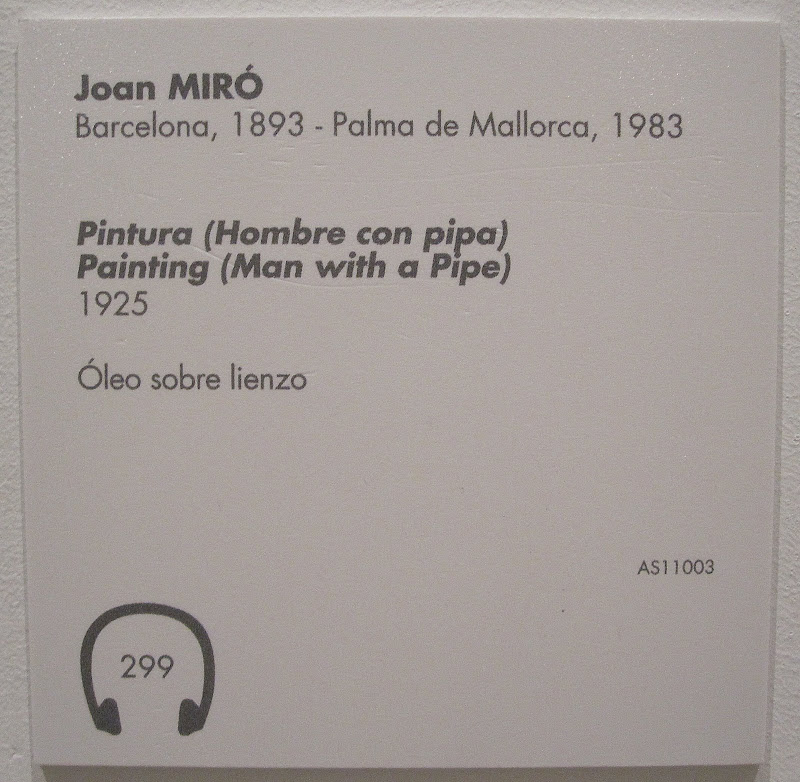 Joan MIRÓ
Barcelona, 1893 - Palma de Mallorca, 1983
Pintura (Hombre con pipa)
Painting (Man with a Pipe)
1925
Óleo sobre lienzo
AS11003
299